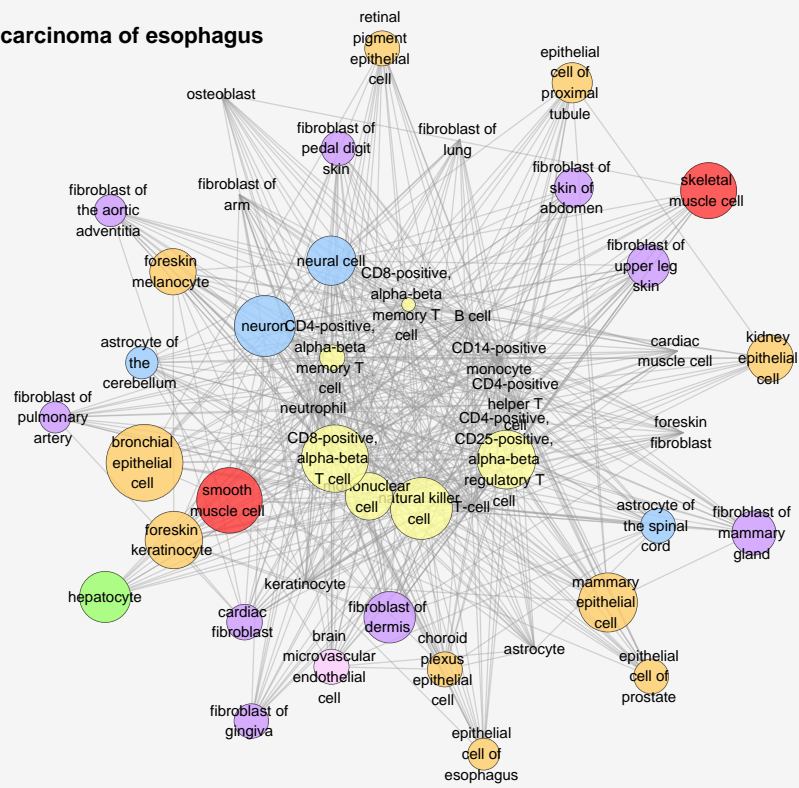 carcinoma of esophagus
retinal
pigment
epithelial
cell
epithelial
cell of
proximal
tubule
osteoblast
fibroblast of
pedal digit
skin
fibroblast of
lung
fibroblast of
arm
fibroblast of
skin of
abdomen
skeletal
muscle cell
fibroblast of
the aortic
adventitia
foreskin
melanocyte
neural cell
CD8-positive,
alpha-beta
memory T
cell
fibroblast of
upper leg
skin
neuron
CD4-positive,
alpha-beta
memory T
cell
B cell
CD14-positive
monocyte
cardiac
muscle cell
kidney
epithelial
cell
astrocyte of
the
cerebellum
CD4-positive
helper T
cell
fibroblast of
pulmonary
artery
neutrophil
CD4-positive,
CD25-positive,
alpha-beta
regulatory T
cell
foreskin
fibroblast
bronchial
epithelial
cell
CD8-positive,
alpha-beta
T cell
smooth
muscle cell
cell
natural killer
cell
T-cell
foreskin
keratinocyte
astrocyte of
the spinal
cord
fibroblast of
mammary
gland
hepatocyte
keratinocyte
cardiac
fibroblast
fibroblast of
dermis
mammary
epithelial
cell
brain
microvascular
endothelial
cell
choroid
plexus
epithelial
cell
astrocyte
epithelial
cell of
prostate
fibroblast of
gingiva
epithelial
cell of
esophagus